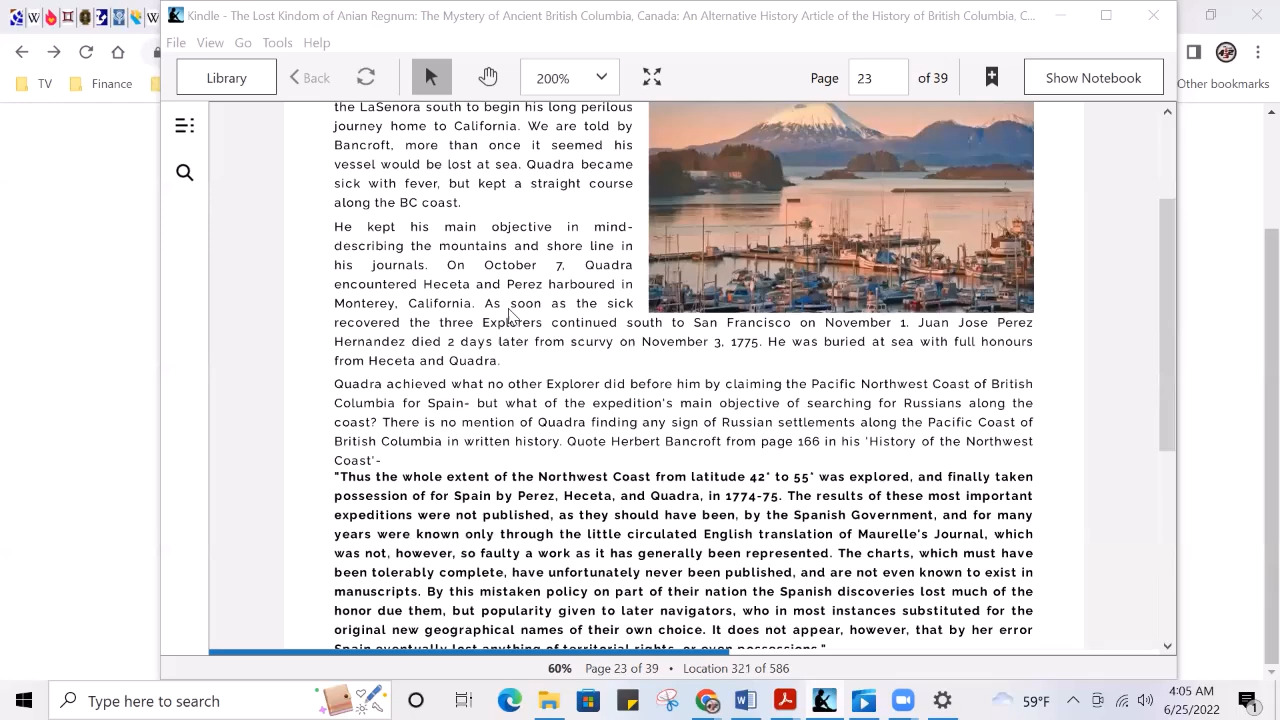 Kindle - The Lost Kindom of Anian Regnum: The Mystery of Ancient British Columbia, Canada: An Alternative History Article of the History of British Columbia, C...
File View Go Tools Help
Library Back 200% Page 23 of 39 Show Notebook
TV Finance Other bookmarks
the LaSenora south to begin his long perilous
journey home to California. We are told by
Bancroft, more than once it seemed his
vessel would be lost at sea. Quadra became
sick with fever, but kept a straight course
along the BC coast.
He kept his main objective in mind-
describing the mountains and shore line in
his journals. On October 7, Quadra
encountered Heceta and Perez harboured in
Monterey, California. As soon as the sick
recovered the three Explorers continued south to San Francisco on November 1. Juan Jose Perez
Hernandez died 2 days later from scurvy on November 3, 1775. He was buried at sea with full honours
from Heceta and Quadra.
Quadra achieved what no other Explorer did before him by claiming the Pacific Northwest Coast of British
Columbia for Spain- but what of the expedition's main objective of searching for Russians along the
coast? There is no mention of Quadra finding any sign of Russian settlements along the Pacific Coast of
British Columbia in written history. Quote Herbert Bancroft from page 166 in his 'History of the Northwest
Coast'-
"Thus the whole extent of the Northwest Coast from latitude 42° to 55° was explored, and finally taken
possession of for Spain by Perez, Heceta, and Quadra, in 1774-75. The results of these most important
expeditions were not published, as they should have been, by the Spanish Government, and for many
years were known only through the little circulated English translation of Maurelle's Journal, which
was not, however, so faulty a work as it has generally been represented. The charts, which must have
been tolerably complete, have unfortunately never been published, and are not even known to exist in
manuscripts. By this mistaken policy on part of their nation the Spanish discoveries lost much of the
honor due them, but popularity given to later navigators, who in most instances substituted for the
original new geographical names of their own choice. It does not appear, however, that by her error
Spain eventually lost anything of territorial rights, or even possessions."
60% Page 23 of 39 • Location 321 of 586
Type here to search
59°F
4:05 AM
6/25/2022